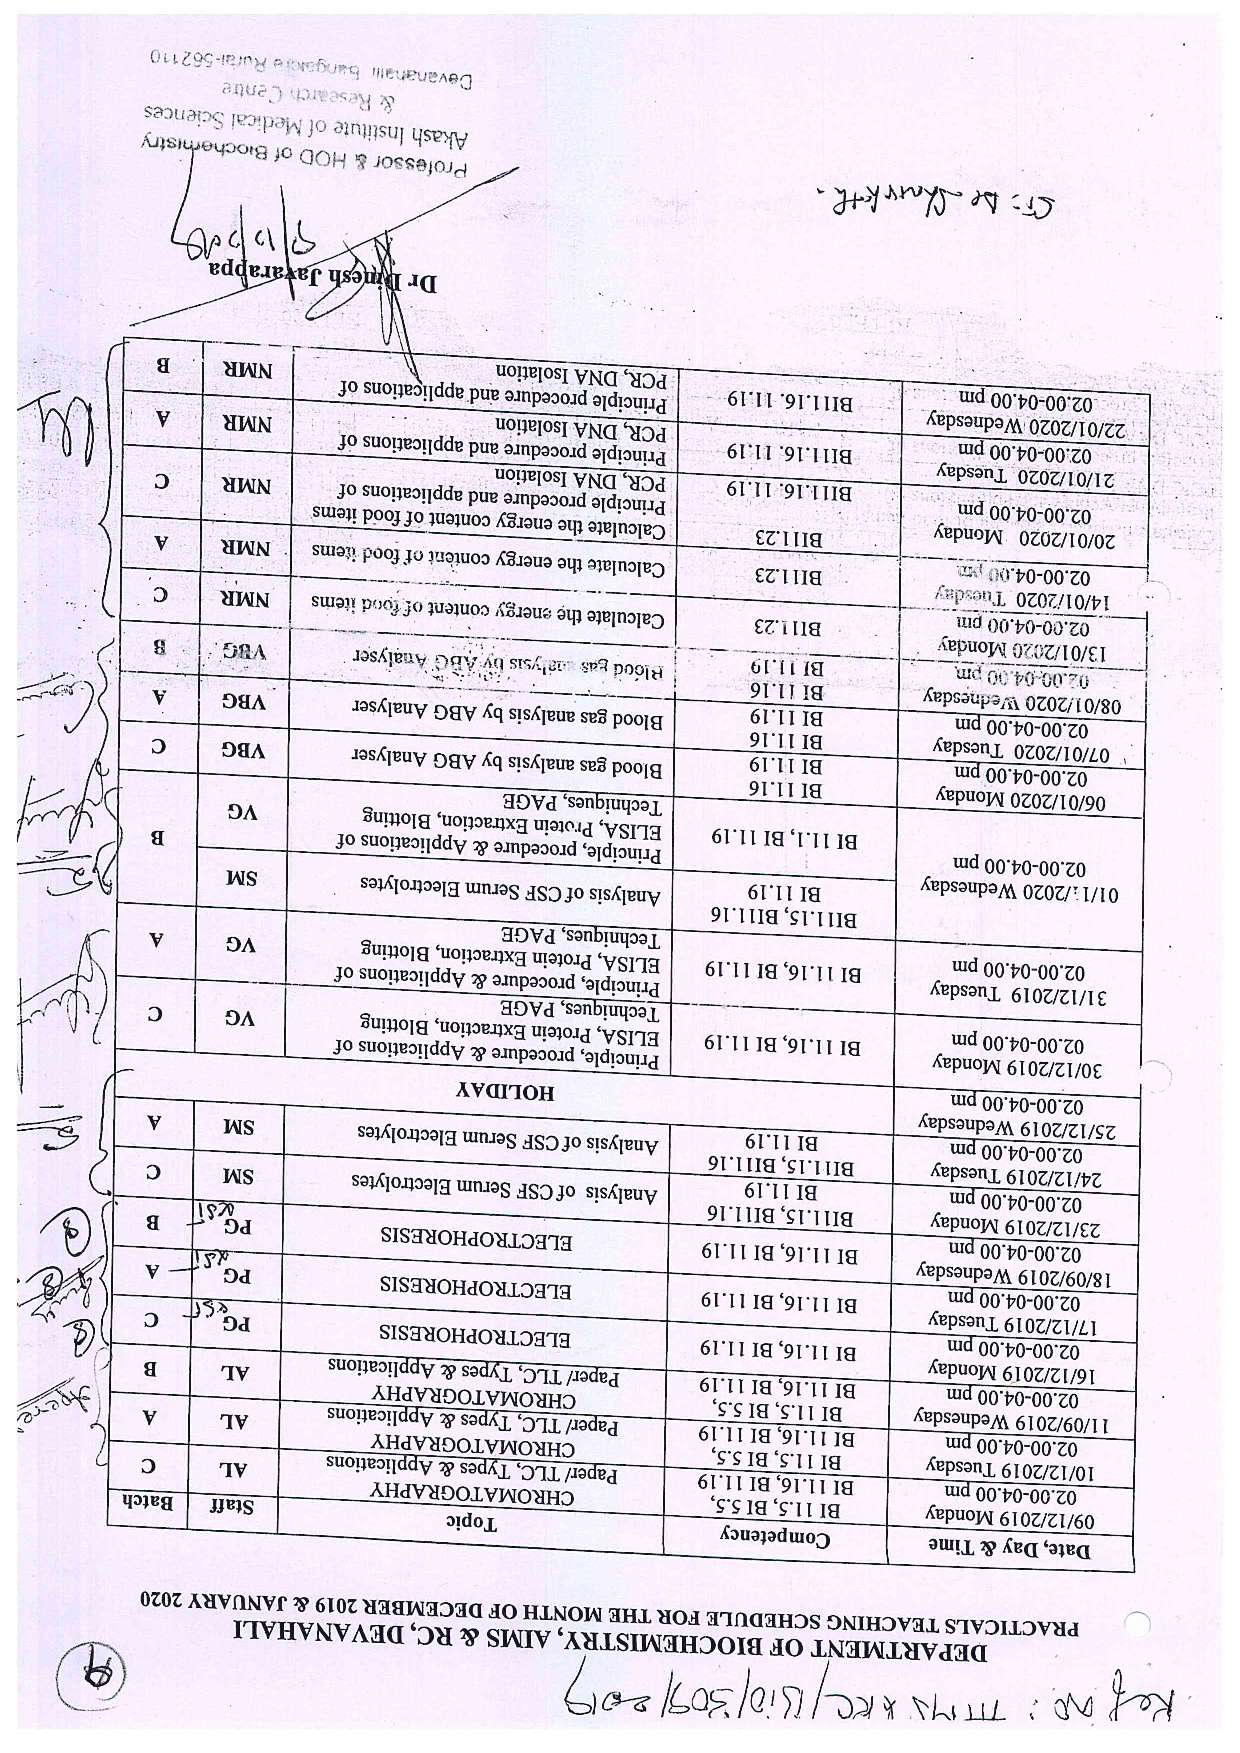 Ref no:
DEPARTMENT OF BIOCHEMISTRY, AIMS & RC, DEVANAHALI
PRACTICALS TEACHING SCHEDULE FOR THE MONTH OF DECEMBER 2019 & JANUARY 2020
Date, Day & Time Competency Topic Staff Batch
09/12/2019 Monday
02.00-04.00 pm
BI 11.5, BI 5.5,
BI 11.16, BI 11.19
CHROMATOGRAPHY
Paper/ TLC, Types & Applications
AL C
10/12/2019 Tuesday
02.00-04.00 pm
BI 11.5, BI 5.5,
BI 11.16, BI 11.19
CHROMATOGRAPHY
Paper/ TLC, Types & Applications
AL A
11/09/2019 Wednesday
02.00-04.00 pm
BI 11.5, BI 5.5,
BI 11.16, BI 11.19
CHROMATOGRAPHY
Paper/ TLC, Types & Applications
AL B
16/12/2019 Monday
02.00-04.00 pm
BI 11.16, BI 11.19
ELECTROPHORESIS
PG C
17/12/2019 Tuesday
02.00-04.00 pm
BI 11.16, BI 11.19
ELECTROPHORESIS
PG A
18/09/2019 Wednesday
02.00-04.00 pm
BI 11.16, BI 11.19
ELECTROPHORESIS
PG B
23/12/2019 Monday
02.00-04.00 pm
BI11.15, BI11.16
BI 11.19
Analysis of CSF Serum Electrolytes
SM C
24/12/2019 Tuesday
02.00-04.00 pm
BI11.15, BI11.16
BI 11.19
Analysis of CSF Serum Electrolytes
SM A
25/12/2019 Wednesday
02.00-04.00 pm
HOLIDAY
30/12/2019 Monday
02.00-04.00 pm
BI 11.16, BI 11.19
Principle, procedure & Applications of
ELISA, Protein Extraction, Blotting
Techniques, PAGE
VG C
31/12/2019 Tuesday
02.00-04.00 pm
BI 11.16, BI 11.19
Principle, procedure & Applications of
ELISA, Protein Extraction, Blotting
Techniques, PAGE
VG A
Wednesday
02.00-04.00 pm
BI11.15, BI11.16
BI 11.19
Analysis of CSF Serum Electrolytes
SM
B
BI 11.1, BI 11.19
Principle, procedure & Applications of
ELISA, Protein Extraction, Blotting
Techniques, PAGE
VG
06/01/2020 Monday
02.00-04.00 pm
BI 11.16
BI 11.19
Blood gas analysis by ABG Analyser
VBG C
07/01/2020 Tuesday
02.00-04.00 pm
BI 11.16
BI 11.19
Blood gas analysis by ABG Analyser
VBG A
08/01/2020 Wednesday
02.00-04.00 pm
BI 11.16
BI 11.19
Blood gas analysis by ABG Analyser
VBG B
13/01/2020 Monday
02.00-04.00 pm
BI11.23
Calculate the energy content of food items
NMR C
14/01/2020 Tuesday
02.00-04.00 pm
BI11.23
Calculate the energy content of food items
NMR A
20/01/2020 Monday
02.00-04.00 pm
BI11.23
BI11.16. 11.19
Calculate the energy content of food items
Principle procedure and applications of
PCR, DNA Isolation
NMR C
21/01/2020 Tuesday
02.00-04.00 pm
BI11.16. 11.19
Principle procedure and applications of
PCR, DNA Isolation
NMR A
22/01/2020 Wednesday
02.00-04.00 pm
BI11.16. 11.19
Principle procedure and applications of
PCR, DNA Isolation
NMR B
Dr Dinesh Javarappa
Professor & HOD of Biochemistry
Akash Institute of Medical Sciences
& Research Centre
Devanahalli Bangalore Rural-562110